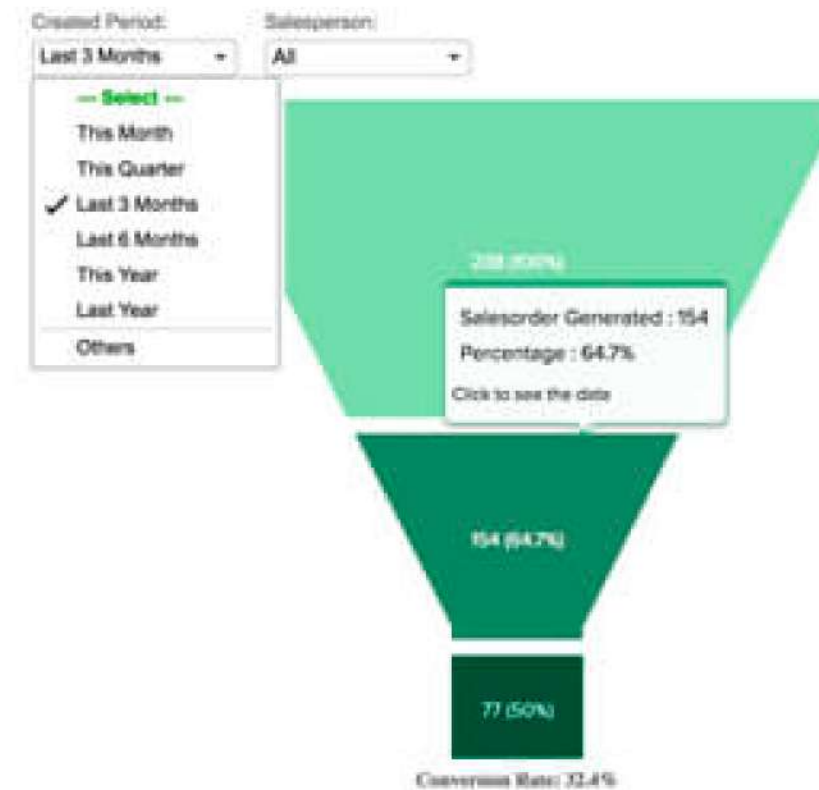 Created Period:
Salesperson:
Last 3 Months
All
--- Select ---
This Month
This Quarter
Last 3 Months
Last 6 Months
This Year
Last Year
Others
Salesorder Generated : 154
Percentage : 64.7%
Click to see the data
154 (64.7%)
77 (50%)
Conversion Rate: 32.4%